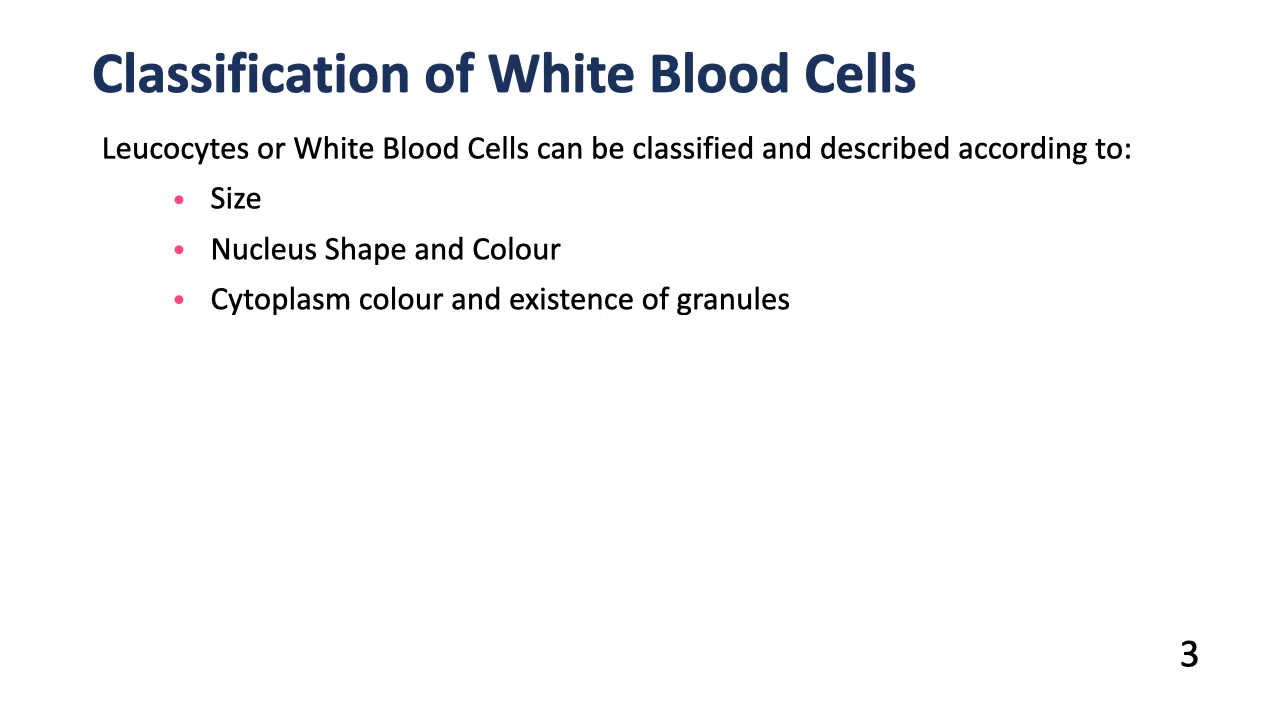 Classification of White Blood Cells
Leucocytes or White Blood Cells can be classified and described according to:
• Size
• Nucleus Shape and Colour
• Cytoplasm colour and existence of granules
3